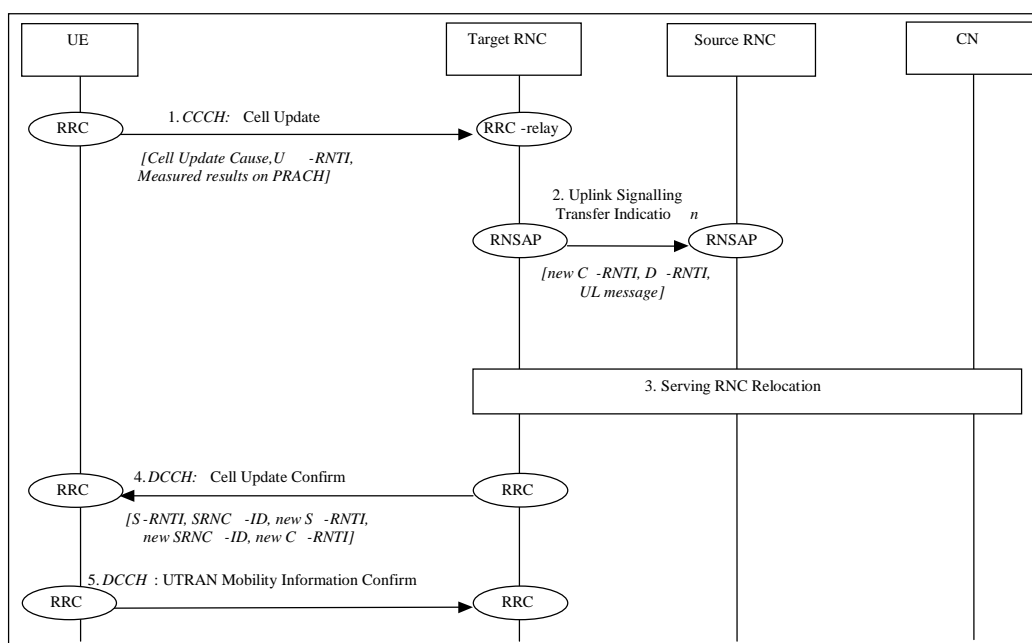 UE
Target RNC
Source RNC
CN
1. CCCH: Cell Update
RRC
RRC -relay
[Cell Update Cause,U -RNTI,
Measured results on PRACH]
2. Uplink Signalling
Transfer Indicatio n
RNSAP
RNSAP
[new C -RNTI, D -RNTI,
UL message]
3. Serving RNC Relocation
4. DCCH: Cell Update Confirm
RRC
RRC
[S -RNTI, SRNC -ID, new S -RNTI,
new SRNC -ID, new C -RNTI]
5. DCCH : UTRAN Mobility Information Confirm
RRC
RRC